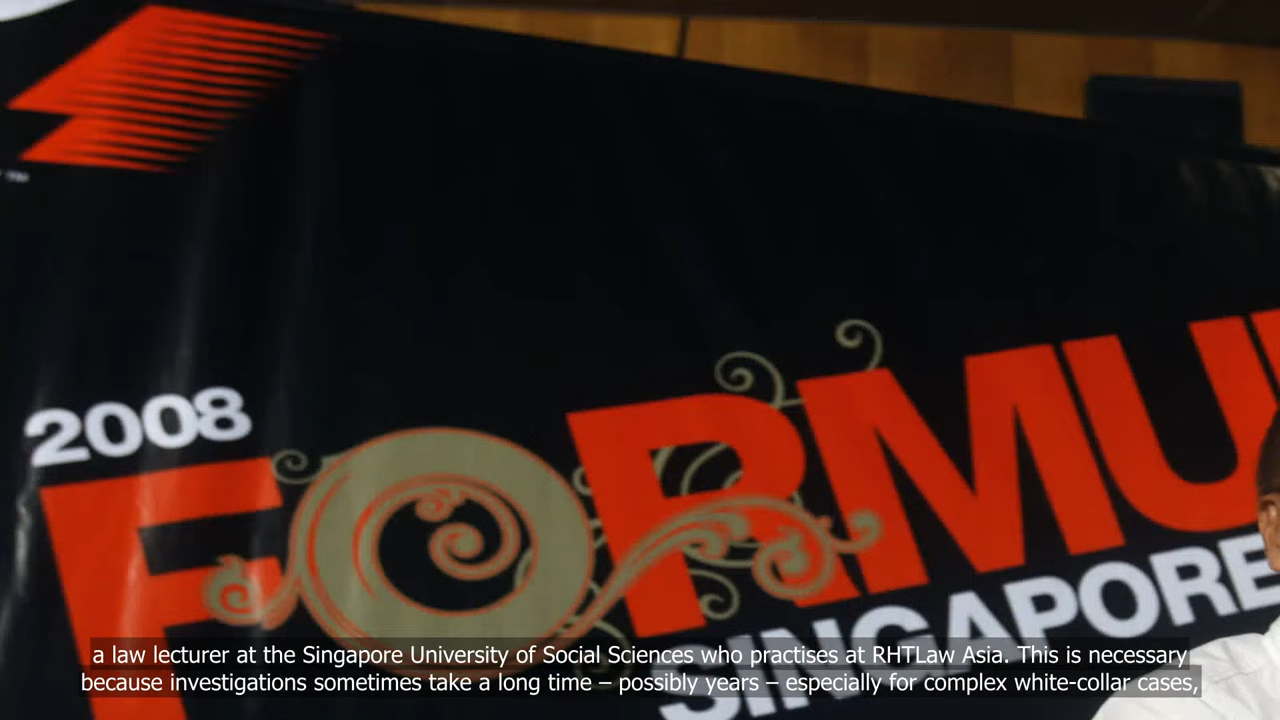 TM
2008
FORMU
SINGAPORE
a law lecturer at the Singapore University of Social Sciences who practises at RHTLaw Asia. This is necessary
because investigations sometimes take a long time – possibly years – especially for complex white-collar cases,